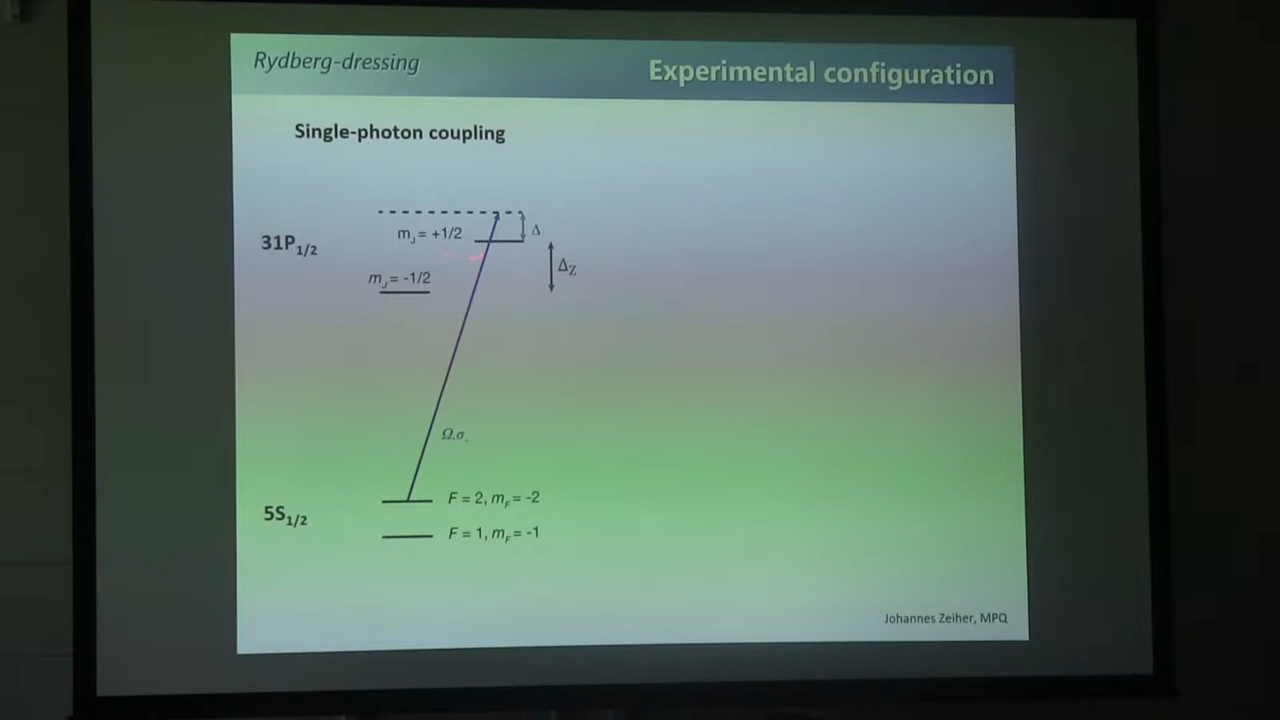 Rydberg-dressing
Experimental configuration
Single-photon coupling
31P1/2
mJ= +1/2
Δ
ΔZ
mJ= -1/2
Ω,σ
5S1/2
F = 2, mF= -2
F = 1, mF= -1
Johannes Zeiher, MPQ